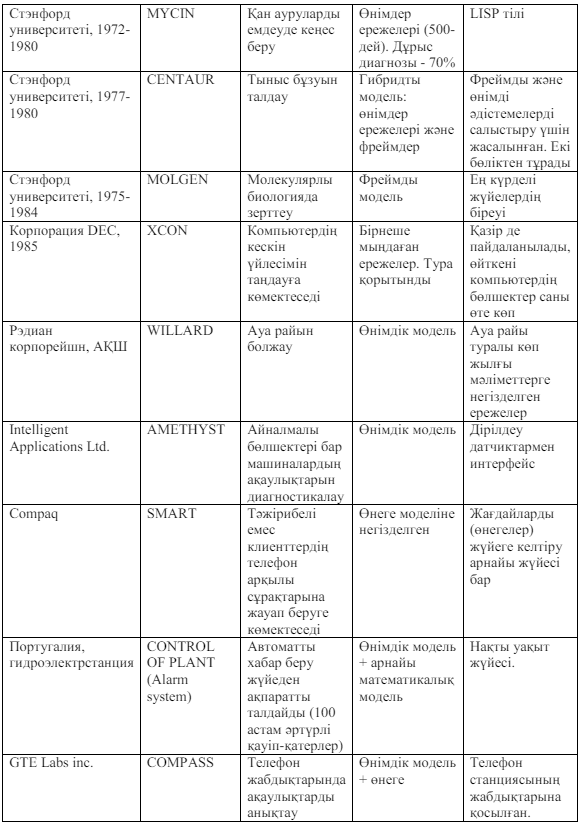 Стэнфорд
университеті, 1972-
1980
MYCIN
Қан ауруларды
емдеуде кеңес
беру
Өнімдер
ережелері (500-
дей). Дұрыс
диагнозы - 70%
LISP тілі
Стэнфорд
университеті, 1977-
1980
CENTAUR
Тыныс бұзуын
талдау
Гибридты
модель:
өнімдер
ережелері және
фреймдер
Фреймды және
өнімді
әдістемелерді
салыстыру үшін
жасалынған. Екі
бөліктен тұрады
Стэнфорд
университеті, 1975-
1984
MOLGEN
Молекулярлы
биологияда
зерттеу
Фреймды
модель
Ең күрделі
жүйелердің
біреуі
Корпорация DEC,
1985
XCON
Компьютердің
кескін
үйлесімін
таңдауға
көмектеседі
Бірнеше
мыңдаған
ережелер. Тура
қорытынды
Қазір де
пайдаланылады,
өйткені
компьютердің
бөлшектер саны
өте көп
Рэдиан
корпорейшн, АҚШ
WILLARD
Ауа райын
болжау
Өнімдік модель
Ауа райы
туралы көп
жылғы
мәліметтерге
негізделген
ережелер
Intelligent
Applications Ltd.
AMETHYST
Айналмалы
бөлшектері бар
машиналардың
ақаулықтарын
диагностикалау
Өнімдік модель
Дірілдеу
датчиктармен
интерфейс
Compaq
SMART
Тәжірибелі
емес
клиенттердің
телефон
арқылы
сұрақтарына
жауап беруге
көмектеседі
Өнеге моделіне
негізделген
Жағдайларды
(өнегелер)
жүйеге келтіру
арнайы жүйесі
бар
Португалия,
гидроэлектрстанция
CONTROL
OF PLANT
(Alarm
system)
Автоматты
хабар беру
жүйеден
ақпаратты
талдайды (100
астам әртүрлі
қауіп-қатерлер)
Өнімдік модель
+ арнайы
математикалық
модель
Нақты уақыт
жүйесі.
GTE Labs inc.
COMPASS
Телефон
жабдықтарында
ақаулықтарды
анықтау
Өнімдік модель
+ өнеге
Телефон
станциясының
жабдықтарына
қосылған.